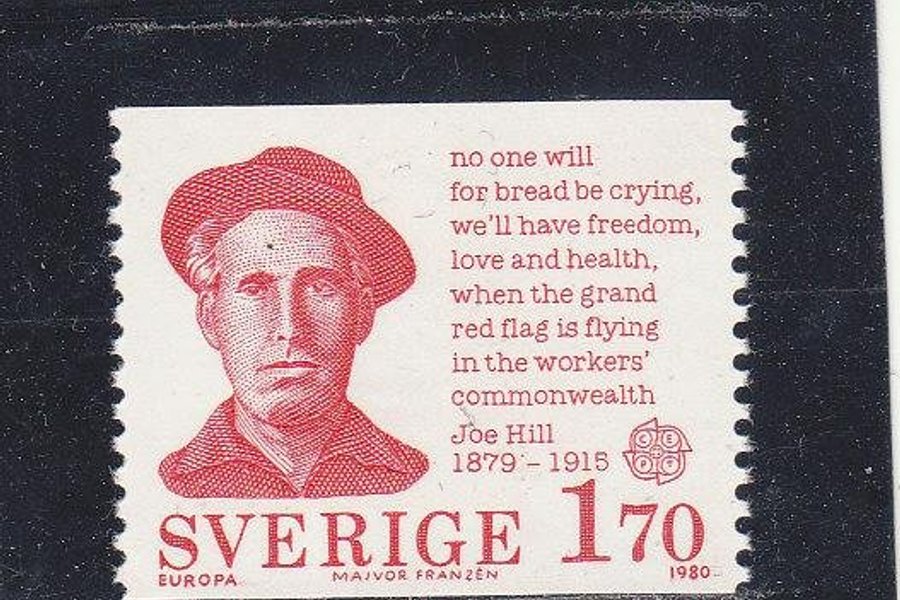 no one will
for bread be crying,
we'll have freedom,
love and health,
when the grand
red flag is flying
in the workers'
commonwealth
Joe Hill
1879 – 1915
CEPT
SVERIGE 1.70
EUROPA MAJVOR FRANZÉN 1980